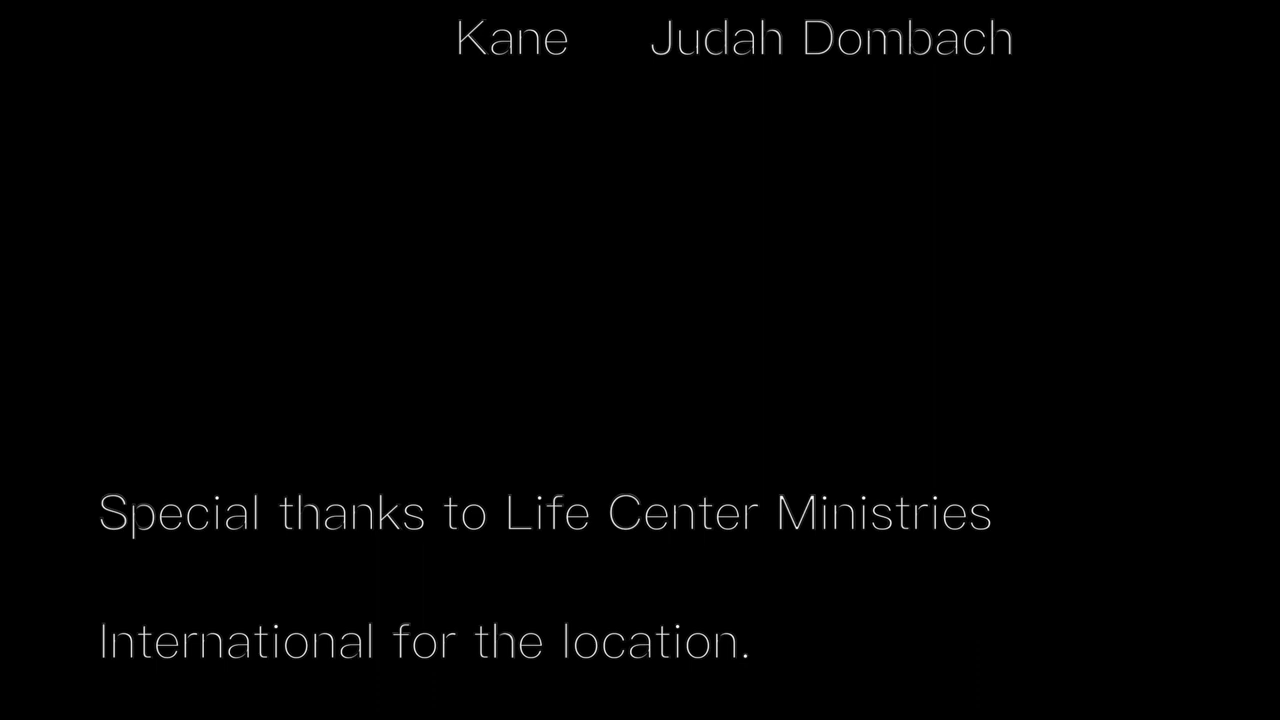 Kane Judah Dombach
Special thanks to Life Center Ministries
International for the location.